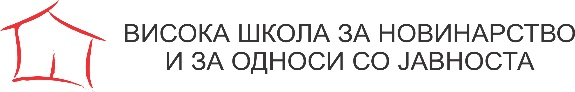 ВИСОКА ШКОЛА ЗА НОВИНАРСТВО
И ЗА ОДНОСИ СО ЈАВНОСТА